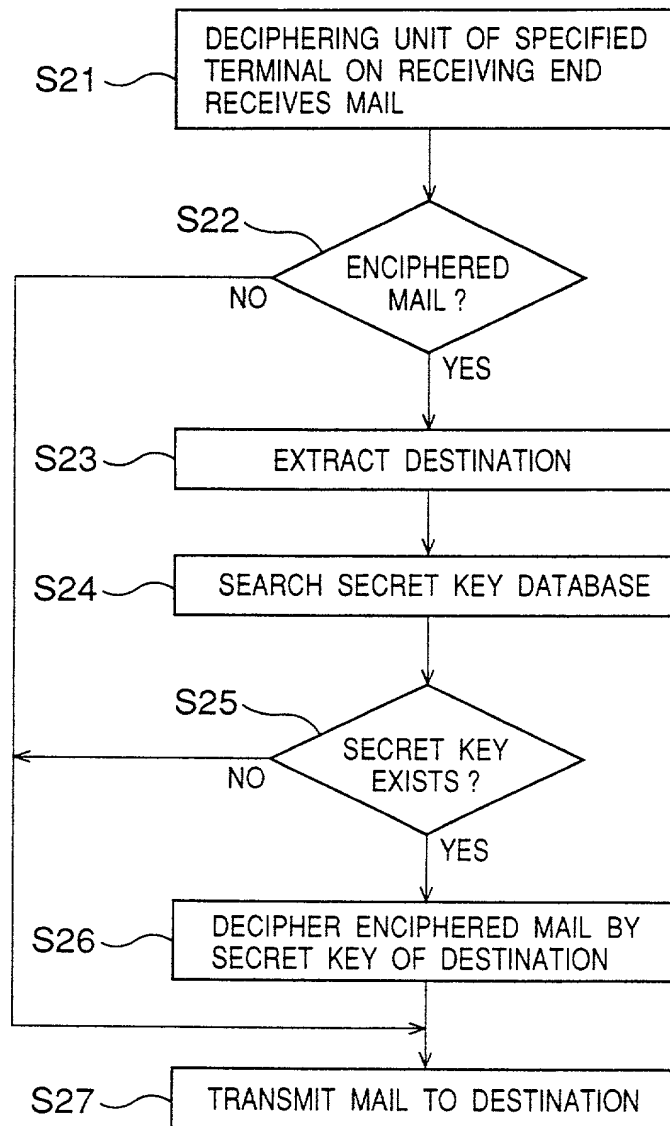 S21
DECIPHERING UNIT OF SPECIFIED
TERMINAL ON RECEIVING END
RECEIVES MAIL
S22
ENCIPHERED
MAIL ?
NO
YES
S23
EXTRACT DESTINATION
S24
SEARCH SECRET KEY DATABASE
S25
SECRET KEY
EXISTS ?
NO
YES
S26
DECIPHER ENCIPHERED MAIL BY
SECRET KEY OF DESTINATION
S27
TRANSMIT MAIL TO DESTINATION